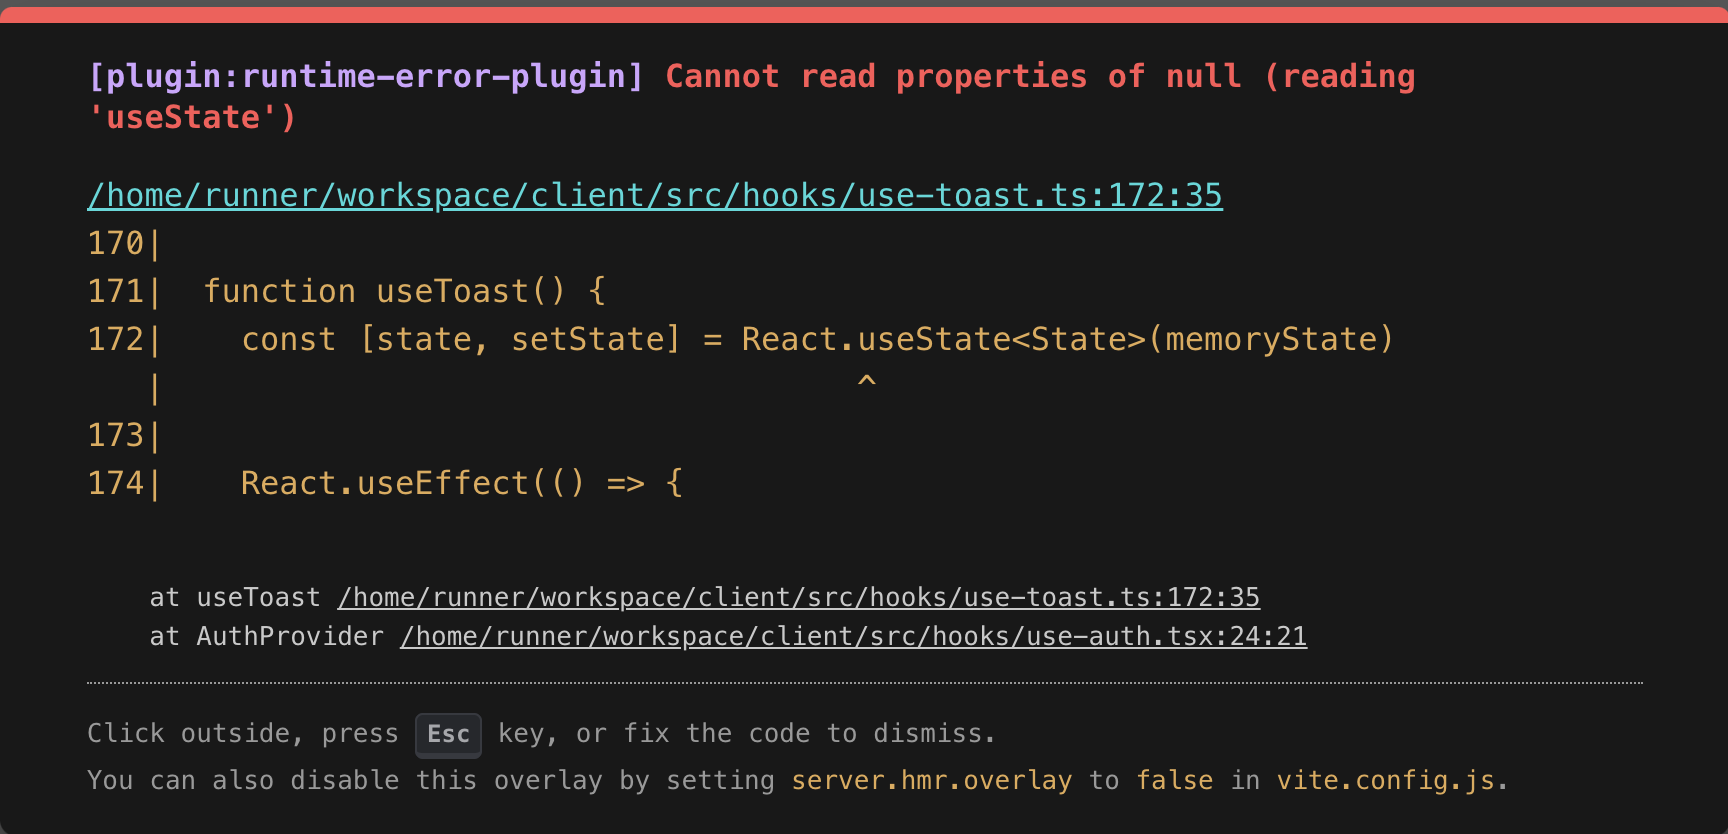 [plugin:runtime-error-plugin] Cannot read properties of null (reading
'useState')
/home/runner/workspace/client/src/hooks/use-toast.ts:172:35
170|
171|  function useToast() {
172|    const [state, setState] = React.useState<State>(memoryState)
   |                                    ^
173|
174|    React.useEffect(() => {
at useToast /home/runner/workspace/client/src/hooks/use-toast.ts:172:35
at AuthProvider /home/runner/workspace/client/src/hooks/use-auth.tsx:24:21
Click outside, press Esc key, or fix the code to dismiss.
You can also disable this overlay by setting server.hmr.overlay to false in vite.config.js.